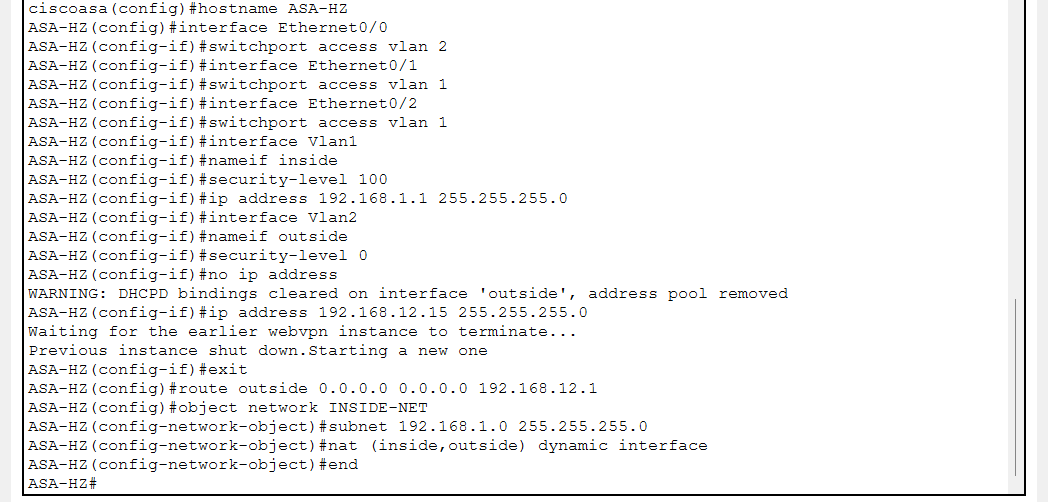 ciscoasa(config)#hostname ASA-HZ
ASA-HZ(config)#interface Ethernet0/0
ASA-HZ(config-if)#switchport access vlan 2
ASA-HZ(config-if)#interface Ethernet0/1
ASA-HZ(config-if)#switchport access vlan 1
ASA-HZ(config-if)#interface Ethernet0/2
ASA-HZ(config-if)#switchport access vlan 1
ASA-HZ(config-if)#interface Vlan1
ASA-HZ(config-if)#nameif inside
ASA-HZ(config-if)#security-level 100
ASA-HZ(config-if)#ip address 192.168.1.1 255.255.255.0
ASA-HZ(config-if)#interface Vlan2
ASA-HZ(config-if)#nameif outside
ASA-HZ(config-if)#security-level 0
ASA-HZ(config-if)#no ip address
WARNING: DHCPD bindings cleared on interface 'outside', address pool removed
ASA-HZ(config-if)#ip address 192.168.12.15 255.255.255.0
Waiting for the earlier webvpn instance to terminate...
Previous instance shut down.Starting a new one
ASA-HZ(config-if)#exit
ASA-HZ(config)#route outside 0.0.0.0 0.0.0.0 192.168.12.1
ASA-HZ(config)#object network INSIDE-NET
ASA-HZ(config-network-object)#subnet 192.168.1.0 255.255.255.0
ASA-HZ(config-network-object)#nat (inside,outside) dynamic interface
ASA-HZ(config-network-object)#end
ASA-HZ#